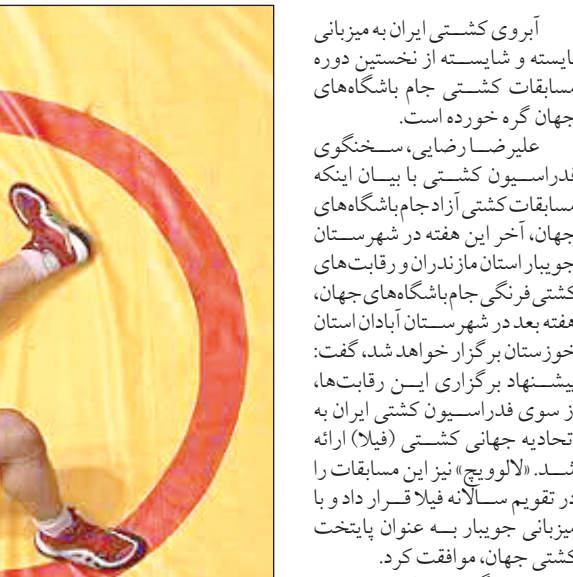 آبروی کشتی ایران به میزبانی
بایسته و شایسته از نخستین دوره
مسابقات کشتی جام باشگاه‌های
جهان گره خورده است.
علیرضا رضایی، سخنگوی
فدراسیون کشتی با بیان اینکه
مسابقات کشتی آزاد جام باشگاه‌های
جهان، آخر این هفته در شهرستان
جویبار استان مازندران و رقابت‌های
کشتی فرنگی جام باشگاه‌های جهان،
هفته بعد در شهرستان آبادان استان
خوزستان برگزار خواهد شد، گفت:
پیشنهاد برگزاری این رقابت‌ها،
از سوی فدراسیون کشتی ایران به
اتحادیه جهانی کشتی (فیلا) ارائه
شد. «لالوویچ» نیز این مسابقات را
در تقویم سالانه فیلا قرار داد و با
میزبانی جویبار به عنوان پایتخت
کشتی جهان، موافقت کرد.